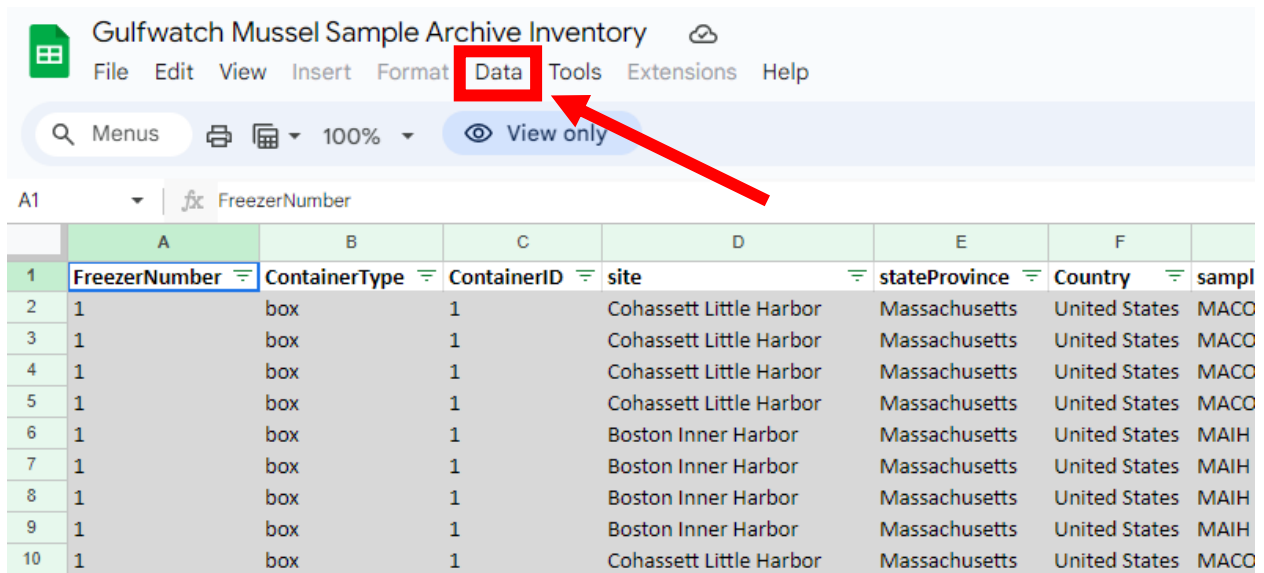 Gulfwatch Mussel Sample Archive Inventory
File Edit View Insert Format Data Tools Extensions Help
Menus 100% View only
A1 fx FreezerNumber
A B C D E F
1 FreezerNumber ContainerType ContainerID site stateProvince Country sampl
2 1 box 1 Cohassett Little Harbor Massachusetts United States MACO
3 1 box 1 Cohassett Little Harbor Massachusetts United States MACO
4 1 box 1 Cohassett Little Harbor Massachusetts United States MACO
5 1 box 1 Cohassett Little Harbor Massachusetts United States MACO
6 1 box 1 Boston Inner Harbor Massachusetts United States MAIH
7 1 box 1 Boston Inner Harbor Massachusetts United States MAIH
8 1 box 1 Boston Inner Harbor Massachusetts United States MAIH
9 1 box 1 Boston Inner Harbor Massachusetts United States MAIH
10 1 box 1 Cohassett Little Harbor Massachusetts United States MACO